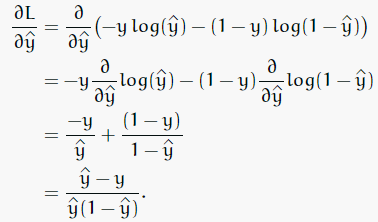 ∂L/∂ŷ = ∂/∂ŷ (−y log(ŷ) − (1 − y) log(1 − ŷ))
= −y ∂/∂ŷ log(ŷ) − (1 − y) ∂/∂ŷ log(1 − ŷ)
= −y/ŷ + (1 − y)/(1 − ŷ)
= (ŷ − y)/(ŷ(1 − ŷ)).